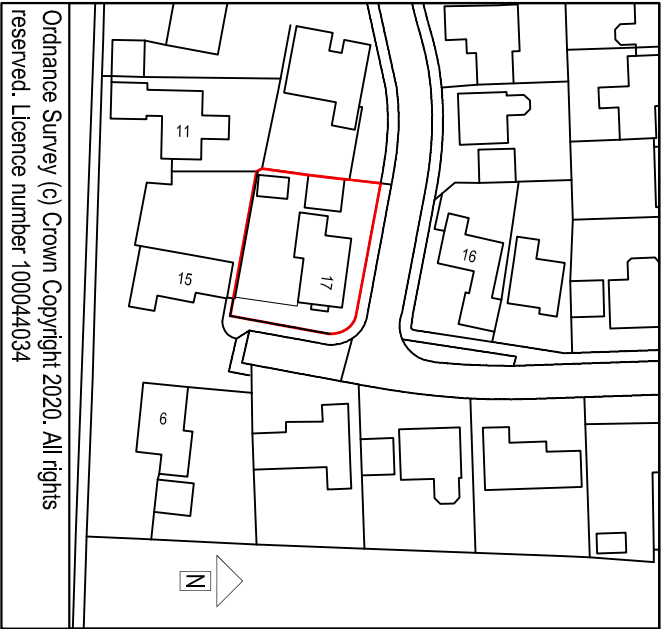 11
15
17
16
6
N
Ordnance Survey (c) Crown Copyright 2020. All rights
reserved. Licence number 100044034